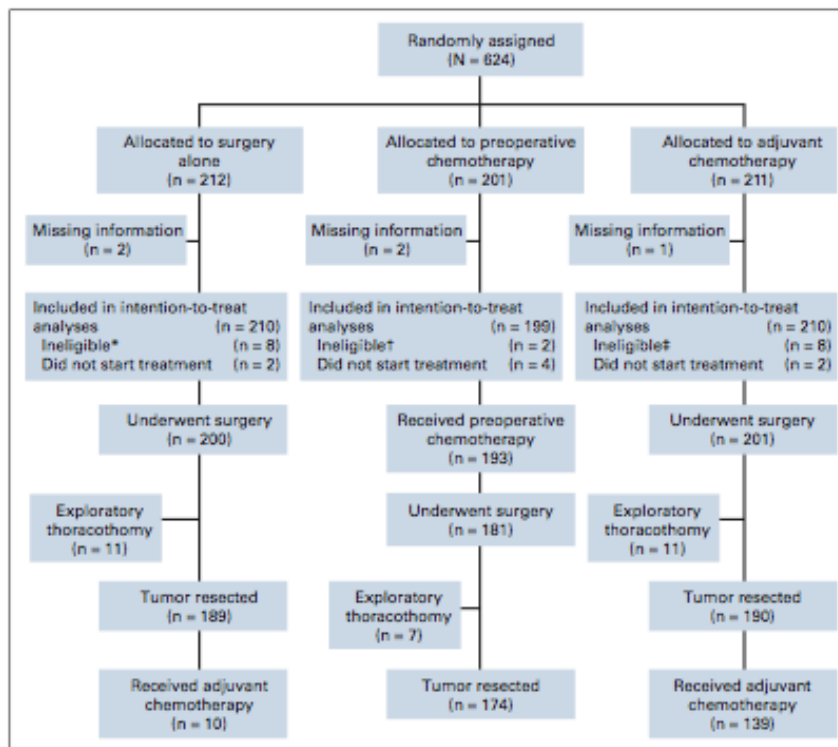 Randomly assigned
(N = 624)
Allocated to surgery
alone
(n = 212)
Allocated to preoperative
chemotherapy
(n = 201)
Allocated to adjuvant
chemotherapy
(n = 211)
Missing information
(n = 2)
Missing information
(n = 2)
Missing information
(n = 1)
Included in intention-to-treat
analyses (n = 210)
Ineligible* (n = 8)
Did not start treatment (n = 2)
Included in intention-to-treat
analyses (n = 199)
Ineligible† (n = 2)
Did not start treatment (n = 4)
Included in intention-to-treat
analyses (n = 210)
Ineligible‡ (n = 8)
Did not start treatment (n = 2)
Underwent surgery
(n = 200)
Received preoperative
chemotherapy
(n = 193)
Underwent surgery
(n = 201)
Exploratory
thoracothomy
(n = 11)
Underwent surgery
(n = 181)
Exploratory
thoracothomy
(n = 11)
Tumor resected
(n = 189)
Exploratory
thoracothomy
(n = 7)
Tumor resected
(n = 190)
Received adjuvant
chemotherapy
(n = 10)
Tumor resected
(n = 174)
Received adjuvant
chemotherapy
(n = 139)